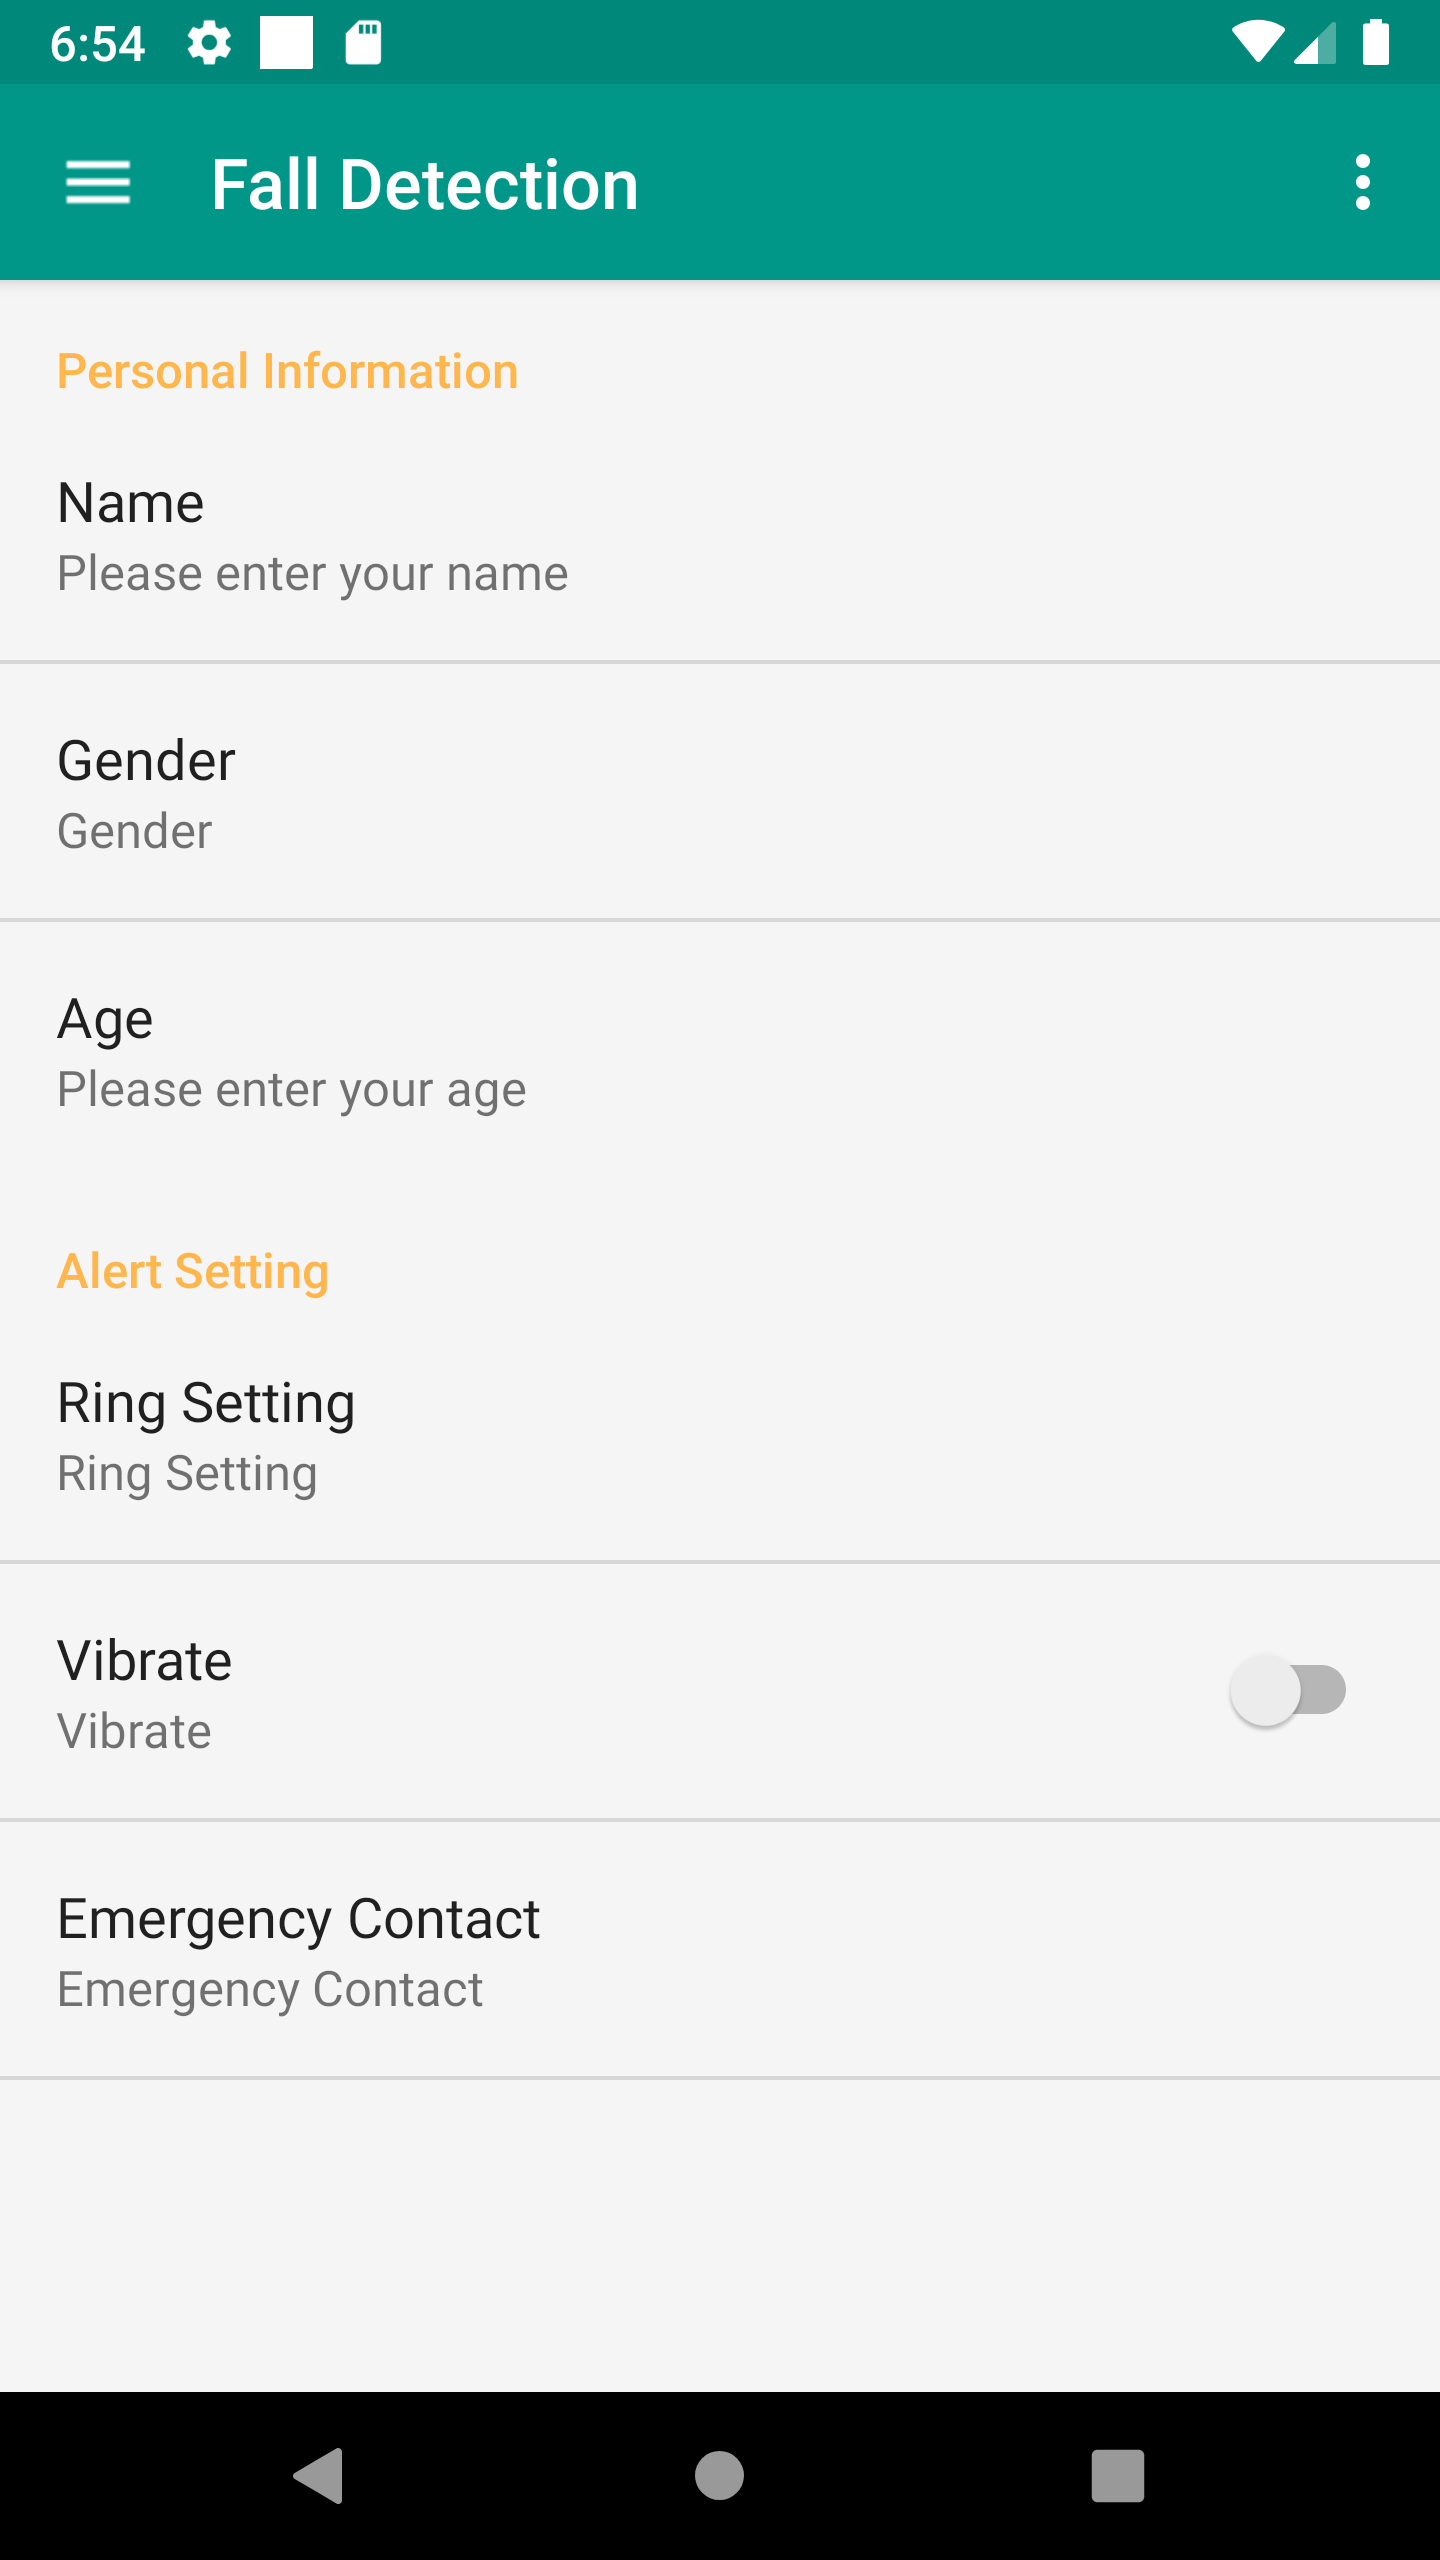 6:54
Fall Detection
Personal Information
Name
Please enter your name
Gender
Gender
Age
Please enter your age
Alert Setting
Ring Setting
Ring Setting
Vibrate
Vibrate
Emergency Contact
Emergency Contact